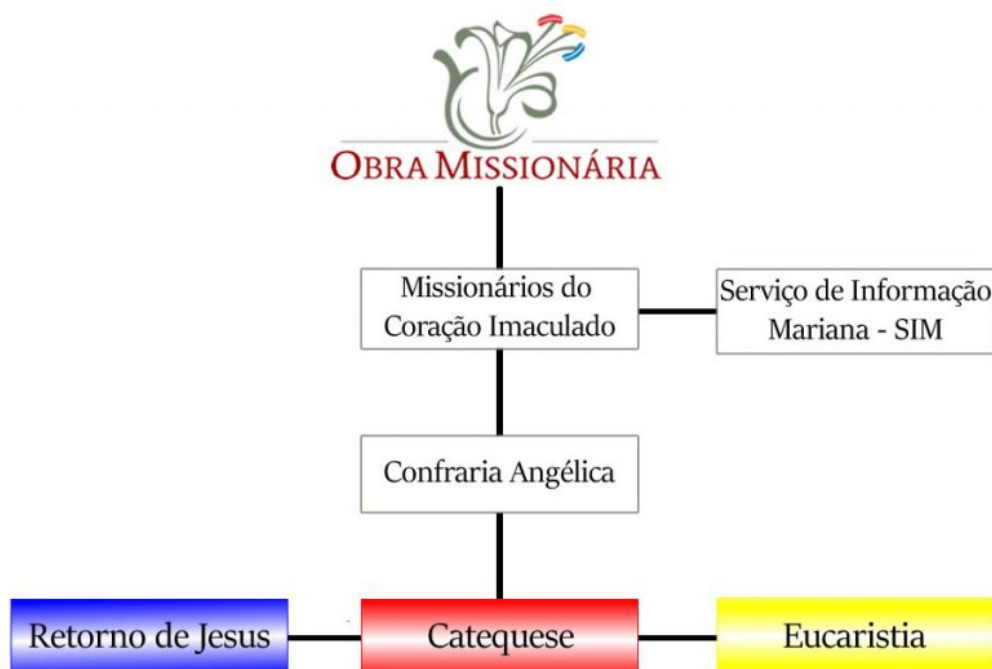 OBRA MISSIONÁRIA
Missionários do
Coração Imaculado
Serviço de Informação
Mariana - SIM
Confraria Angélica
Retorno de Jesus
Catequese
Eucaristia